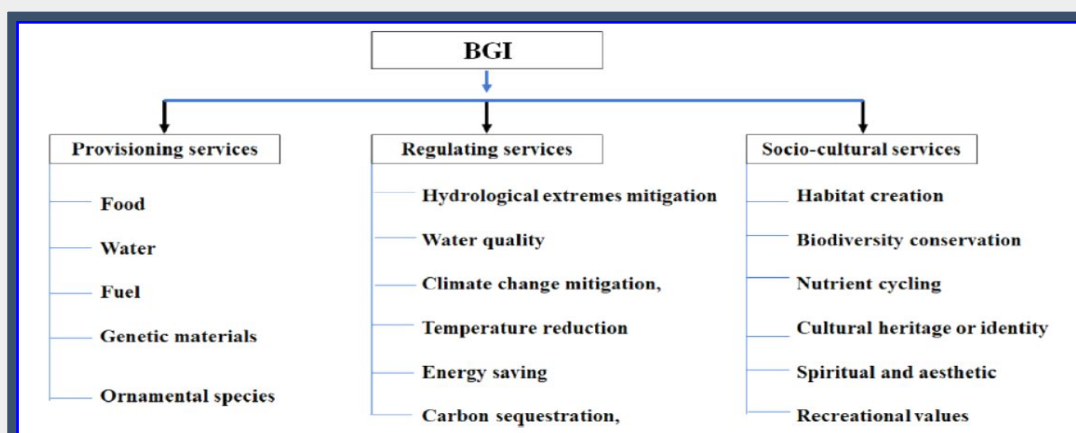 BGI
Provisioning services
Food
Water
Fuel
Genetic materials
Ornamental species
Regulating services
Hydrological extremes mitigation
Water quality
Climate change mitigation,
Temperature reduction
Energy saving
Carbon sequestration,
Socio-cultural services
Habitat creation
Biodiversity conservation
Nutrient cycling
Cultural heritage or identity
Spiritual and aesthetic
Recreational values